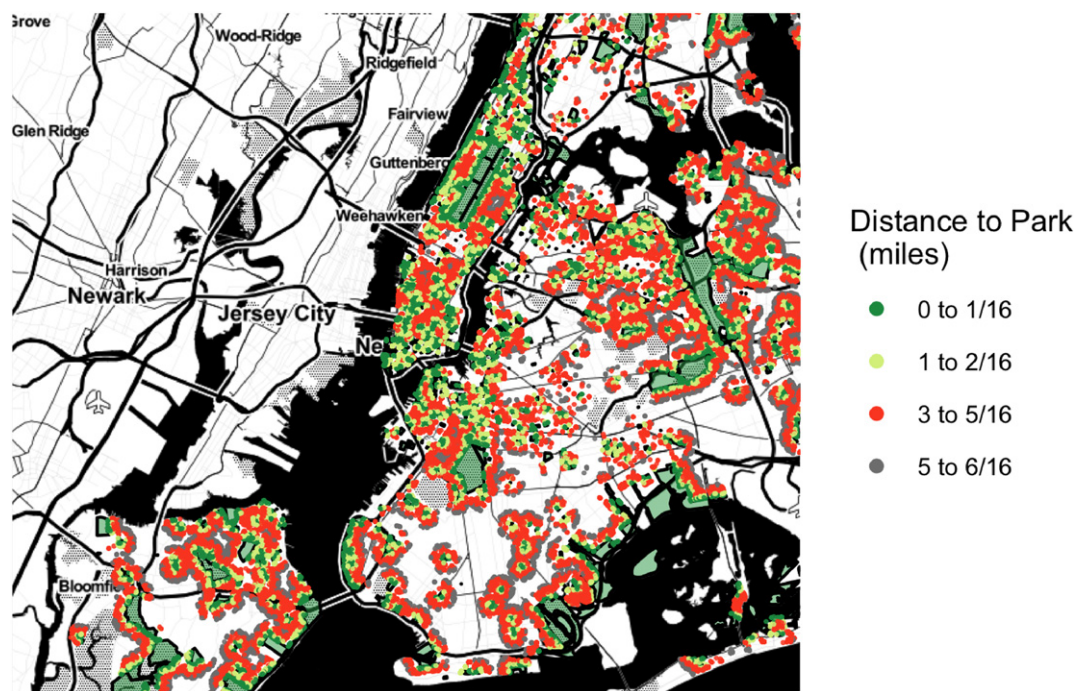 Grove
Wood-Ridge
Ridgefield
Glen Ridge
Fairview
Guttenberg
Weehawken
Harrison
Newark
Jersey City
Ne
Bloomfie
Distance to Park
(miles)
0 to 1/16
1 to 2/16
3 to 5/16
5 to 6/16